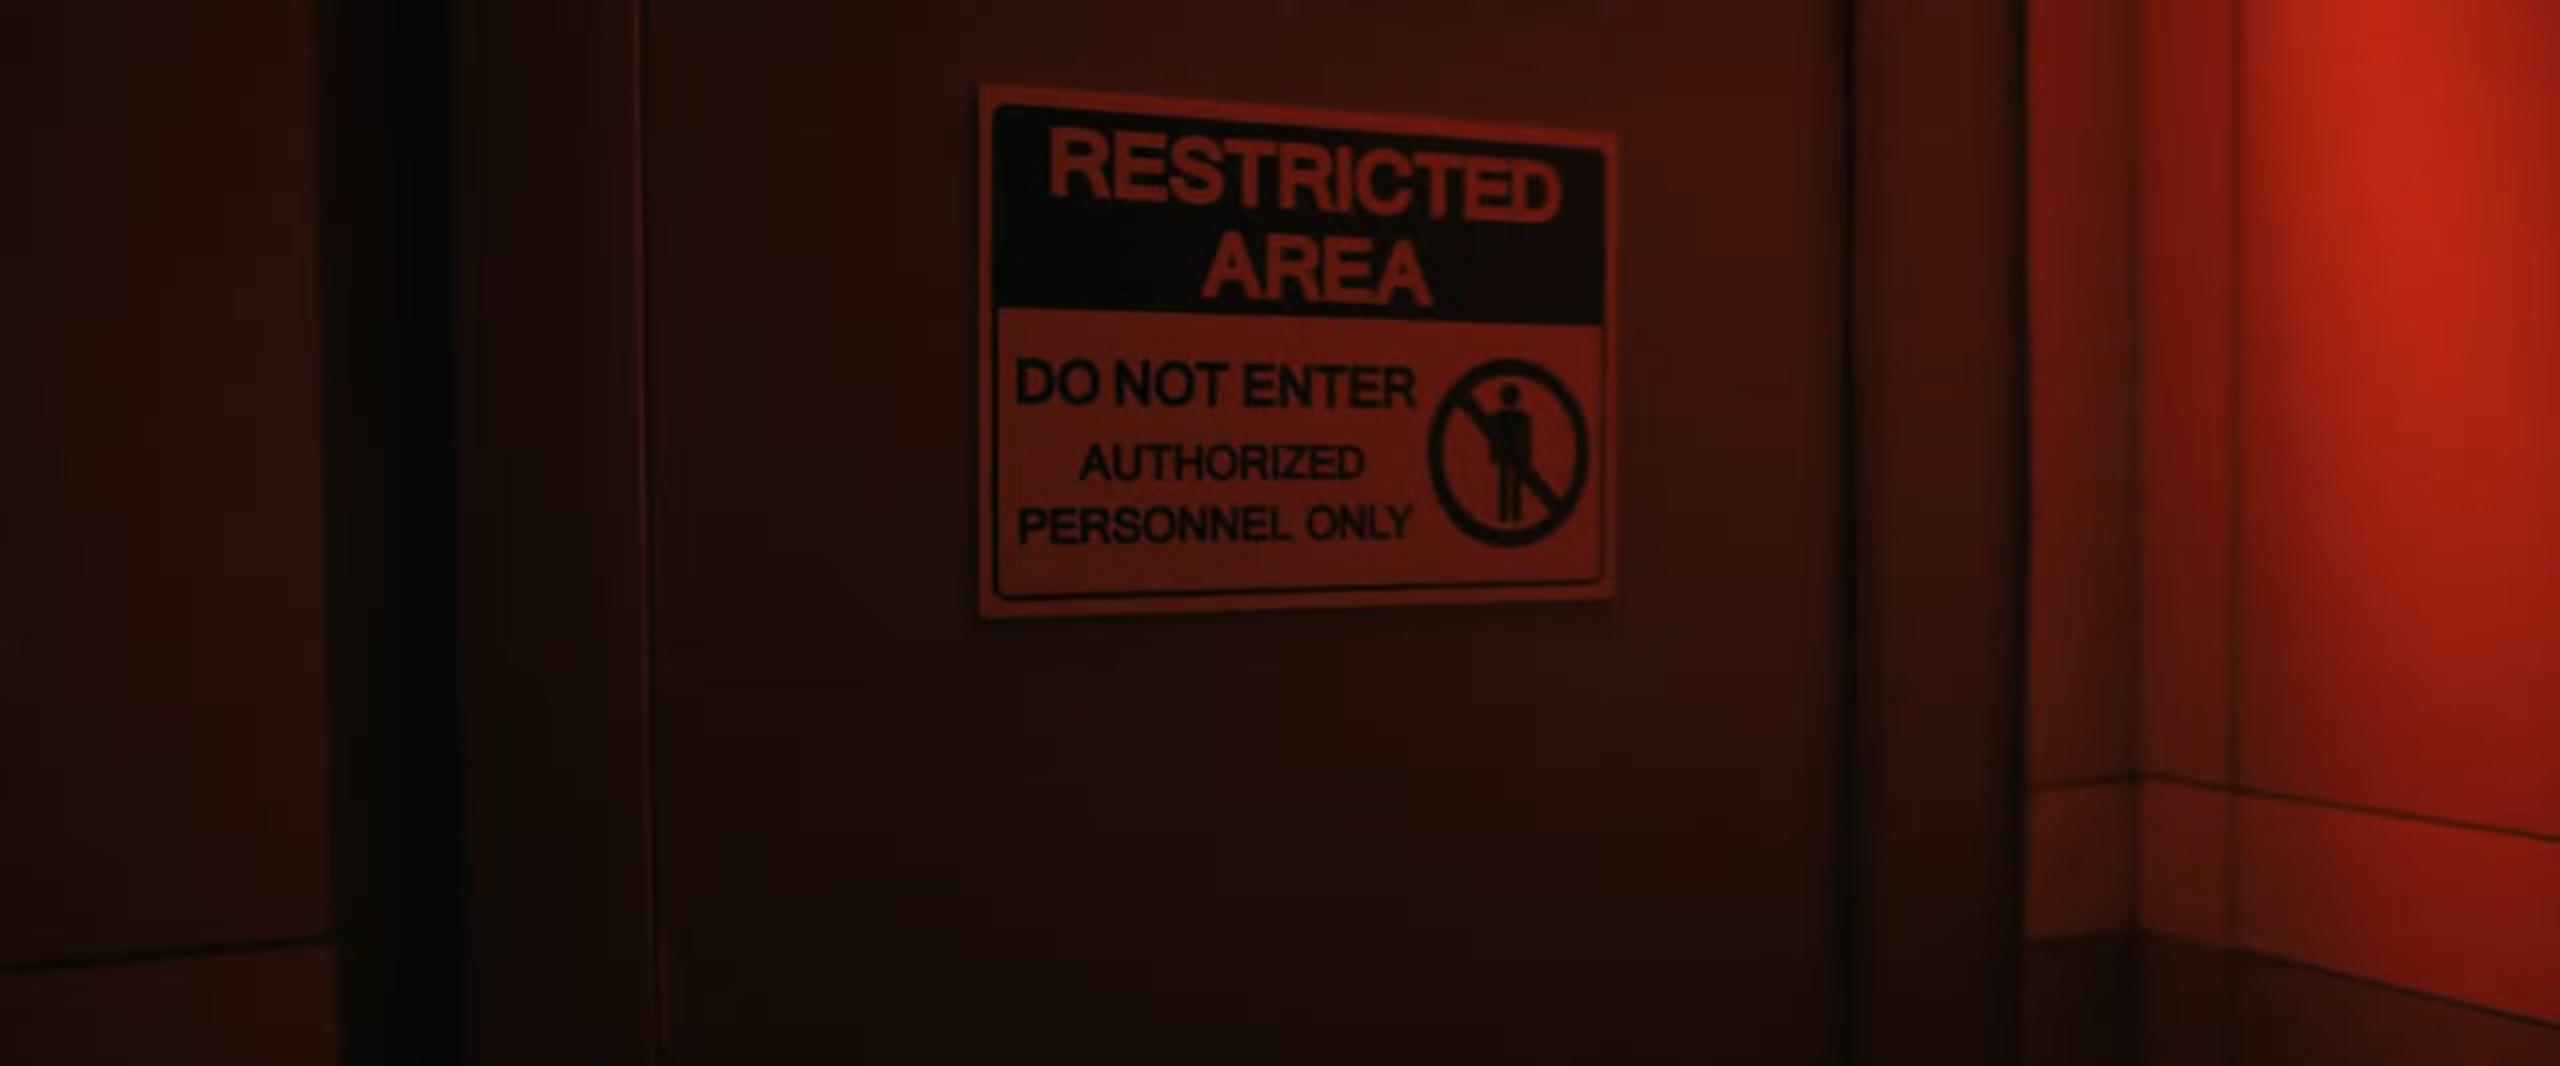 RESTRICTED
AREA
DO NOT ENTER
AUTHORIZED
PERSONNEL ONLY